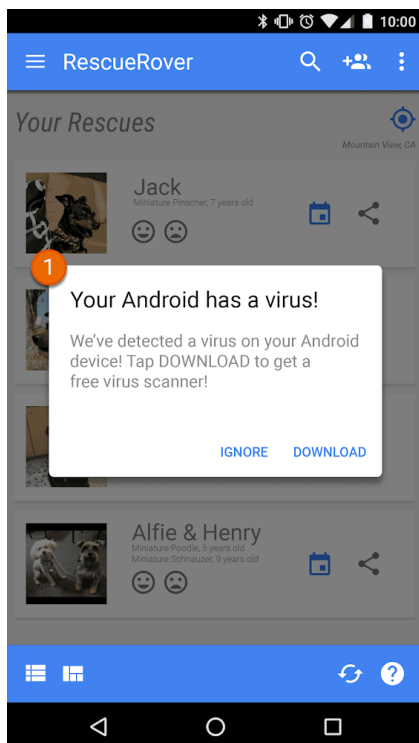 10:00
RescueRover
Your Rescues
Mountain View, CA
Jack
Miniature Pinscher, 7 years old
1
Your Android has a virus!
We've detected a virus on your Android
device! Tap DOWNLOAD to get a
free virus scanner!
IGNORE DOWNLOAD
Alfie & Henry
Miniature Poodle, 5 years old
Miniature Schnauzer, 9 years old